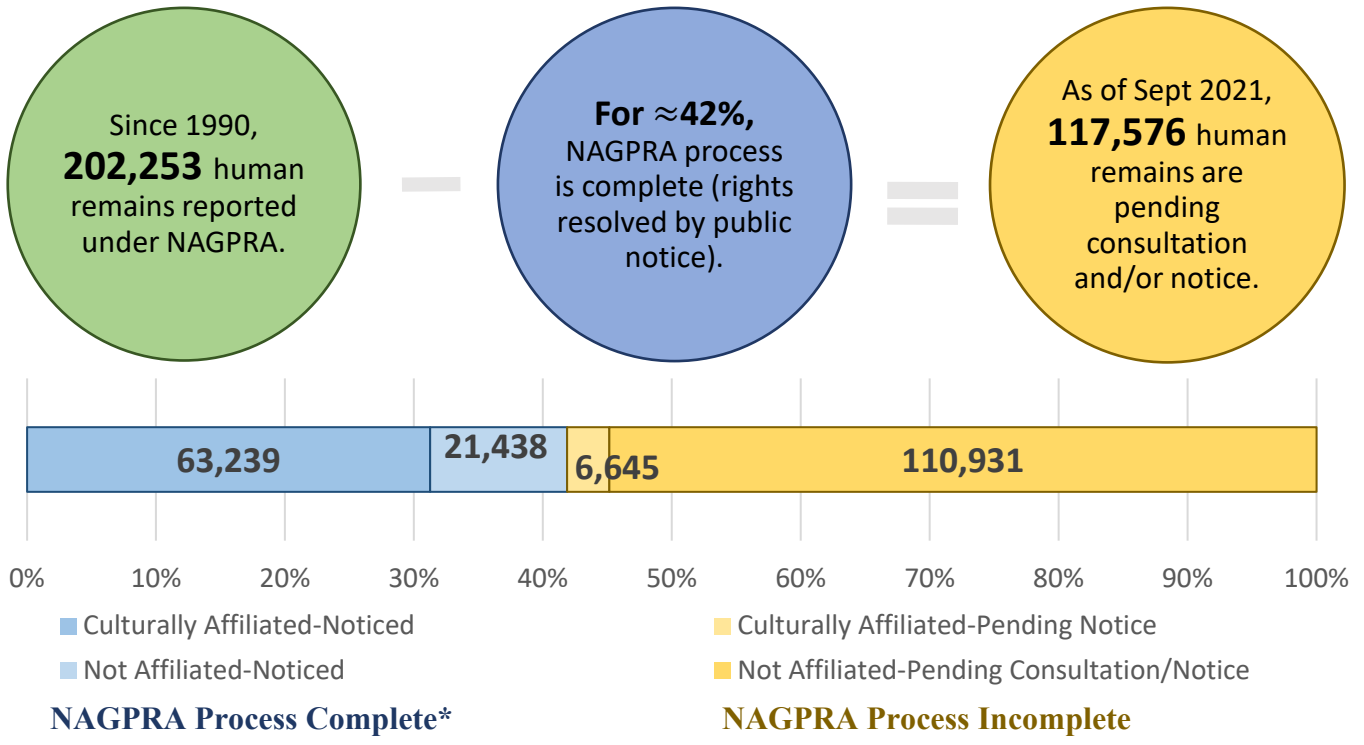 Since 1990,
202,253 human
remains reported
under NAGPRA.
For ≈42%,
NAGPRA process
is complete (rights
resolved by public
notice).
As of Sept 2021,
117,576 human
remains are
pending
consultation
and/or notice.
63,239
21,438
6,645
110,931
0% 10% 20% 30% 40% 50% 60% 70% 80% 90% 100%
Culturally Affiliated-Noticed
Not Affiliated-Noticed
NAGPRA Process Complete*
Culturally Affiliated-Pending Notice
Not Affiliated-Pending Consultation/Notice
NAGPRA Process Incomplete